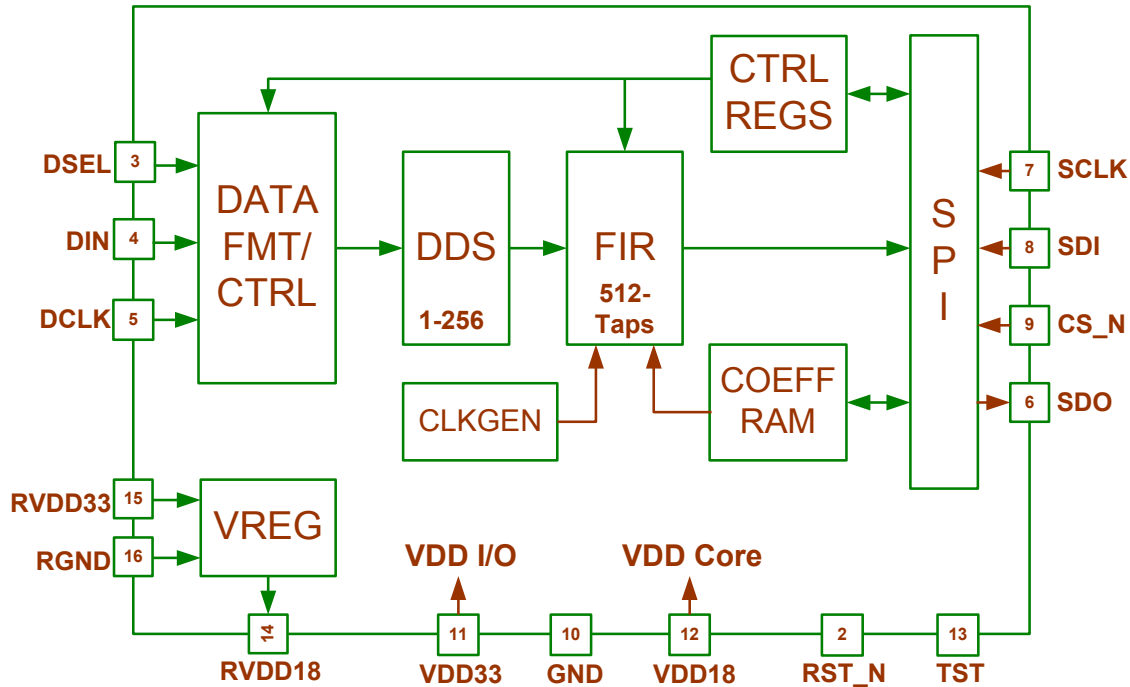 CTRL
REGS
DSEL
3
DIN
4
DCLK
5
DATA
FMT/
CTRL
DDS
1-256
FIR
512-
Taps
S
P
I
7
SCLK
8
SDI
9
CS_N
6
SDO
CLKGEN
COEFF
RAM
RVDD33
15
RGND
16
VREG
VDD I/O
VDD Core
14
RVDD18
11
VDD33
10
GND
12
VDD18
2
RST_N
13
TST